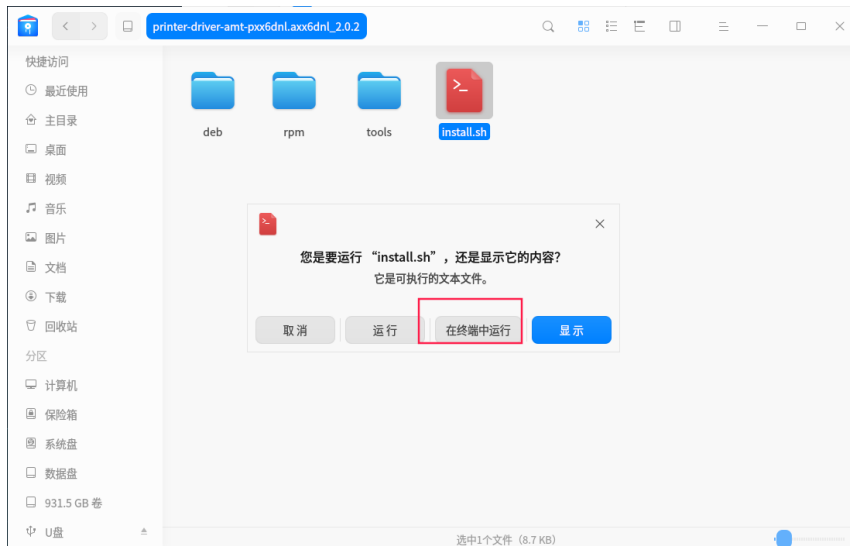 printer-driver-amt-pxx6dnl.axx6dnl_2.0.2
快捷访问
最近使用
主目录
桌面
视频
音乐
图片
文档
下载
回收站
分区
计算机
保险箱
系统盘
数据盘
931.5 GB 卷
U盘
deb
rpm
tools
install.sh
您是要运行 “install.sh” ，还是显示它的内容?
它是可执行的文本文件。
取消
运行
在终端中运行
显示
选中1个文件（8.7 KB）